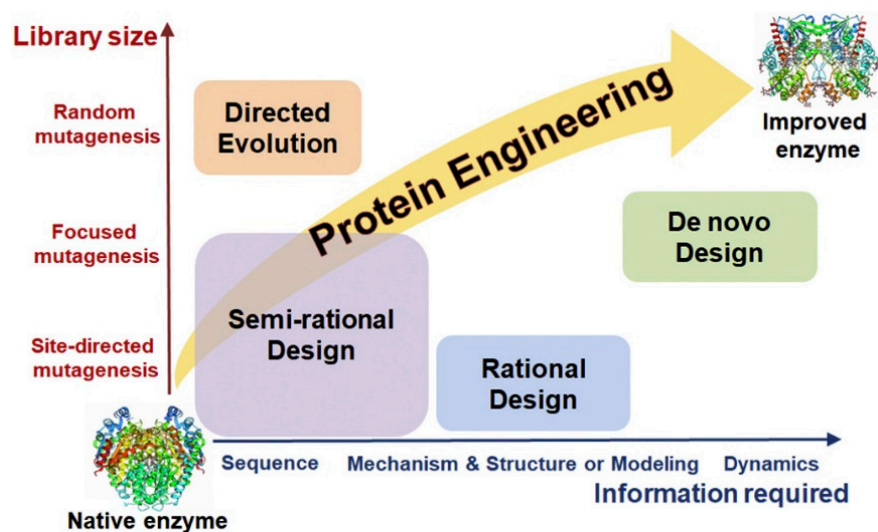 Library size
Random
mutagenesis
Directed
Evolution
Protein Engineering
Improved
enzyme
Focused
mutagenesis
De novo
Design
Semi-rational
Design
Site-directed
mutagenesis
Rational
Design
Sequence
Mechanism & Structure or Modeling
Dynamics
Information required
Native enzyme